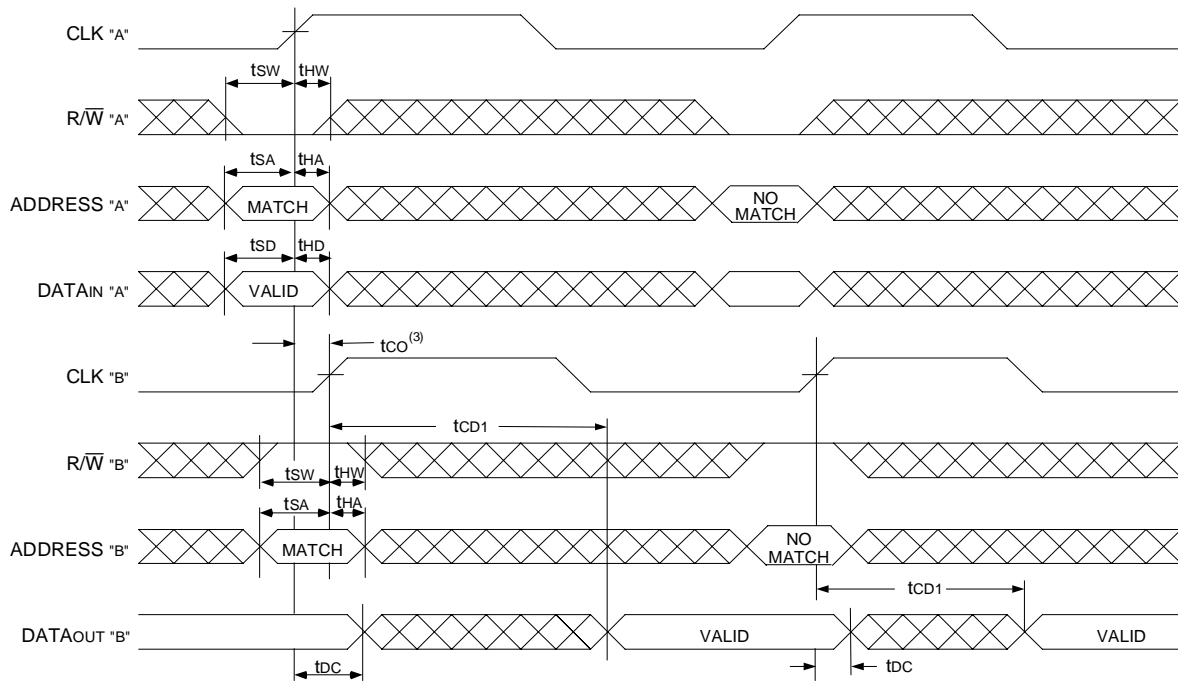 CLK "A"
tSW tHW
R/W̅ "A"
tSA tHA
ADDRESS "A" MATCH NO MATCH
tSD tHD
DATAIN "A" VALID
tCO(3)
CLK "B"
tCD1
R/W̅ "B"
tSW tHW
tSA tHA
ADDRESS "B" MATCH NO MATCH
tCD1
DATAOUT "B" VALID VALID
tDC tDC